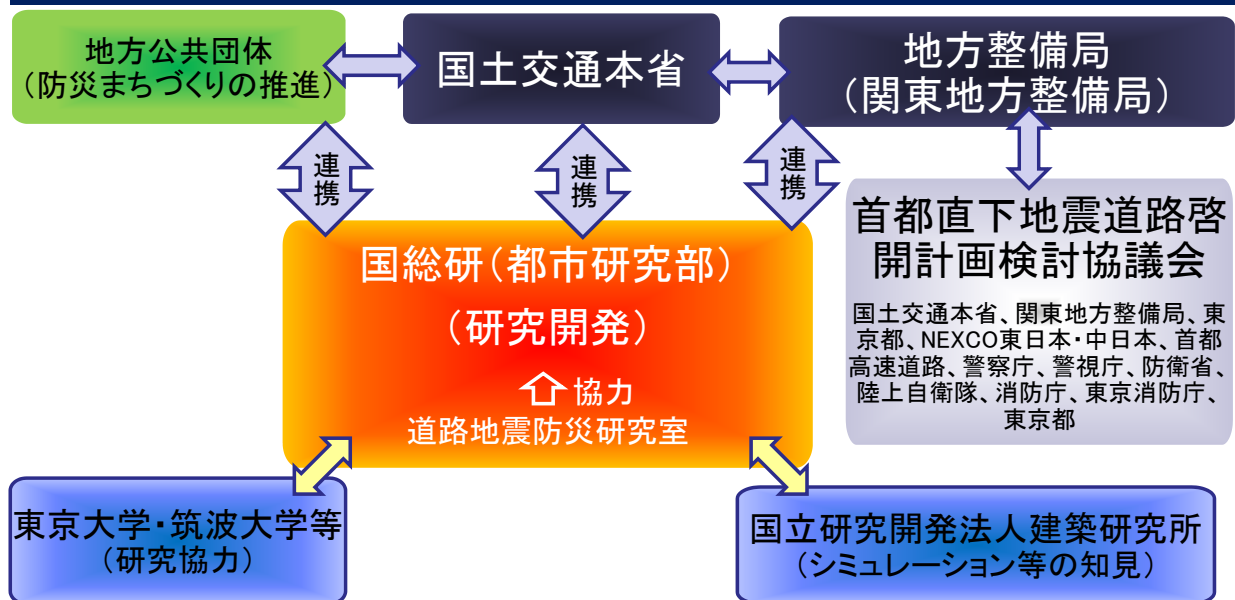 地方公共団体
（防災まちづくりの推進）
国土交通本省
地方整備局
（関東地方整備局）
連携
連携
連携
首都直下地震道路啓
開計画検討協議会
国土交通本省、関東地方整備局、東
京都、NEXCO東日本・中日本、首都
高速道路、警察庁、警視庁、防衛省、
陸上自衛隊、消防庁、東京消防庁、
東京都
国総研（都市研究部）
（研究開発）
協力
道路地震防災研究室
東京大学・筑波大学等
（研究協力）
国立研究開発法人建築研究所
（シミュレーション等の知見）